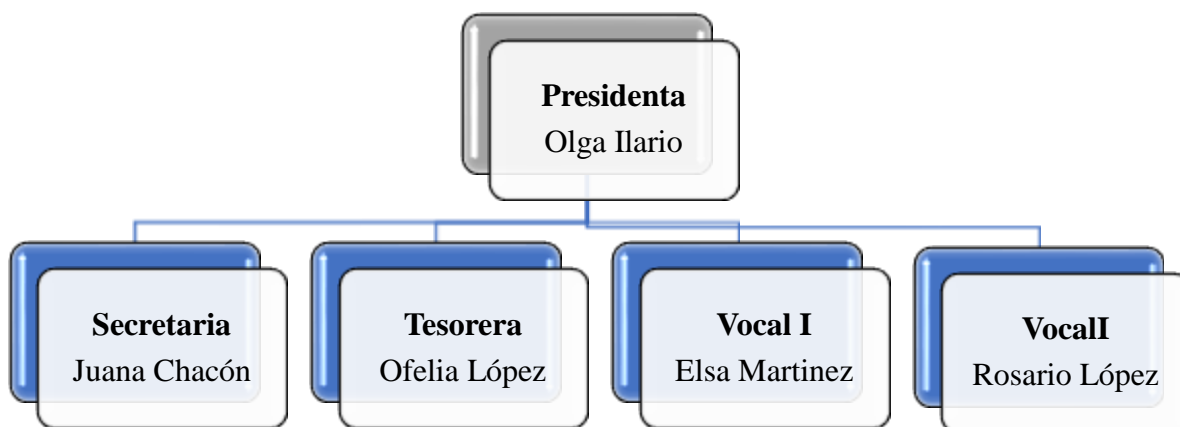 Presidenta
Olga Ilario
Secretaria
Juana Chacón
Tesorera
Ofelia López
Vocal I
Elsa Martinez
VocalI
Rosario López